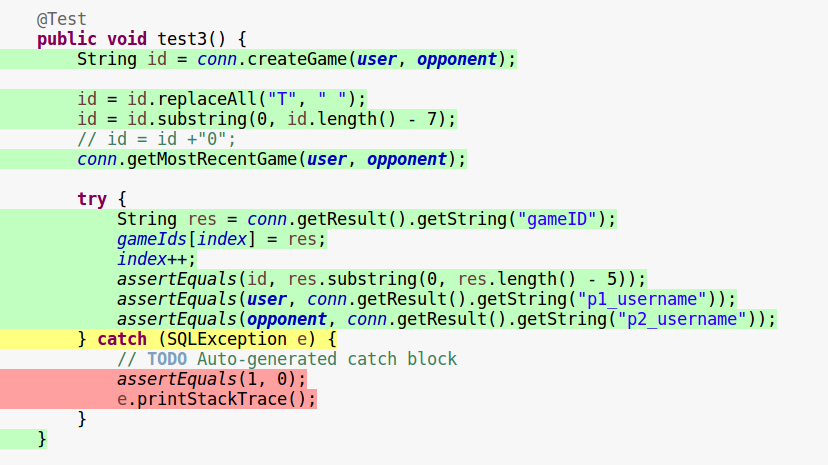 @Test
public void test3() {
String id = conn.createGame(user, opponent);
id = id.replaceAll("T", " ");
id = id.substring(0, id.length() - 7);
// id = id +"0";
conn.getMostRecentGame(user, opponent);
try {
String res = conn.getResult().getString("gameID");
gameIds[index] = res;
index++;
assertEquals(id, res.substring(0, res.length() - 5));
assertEquals(user, conn.getResult().getString("p1_username"));
assertEquals(opponent, conn.getResult().getString("p2_username"));
} catch (SQLException e) {
// TODO Auto-generated catch block
assertEquals(1, 0);
e.printStackTrace();
}
}